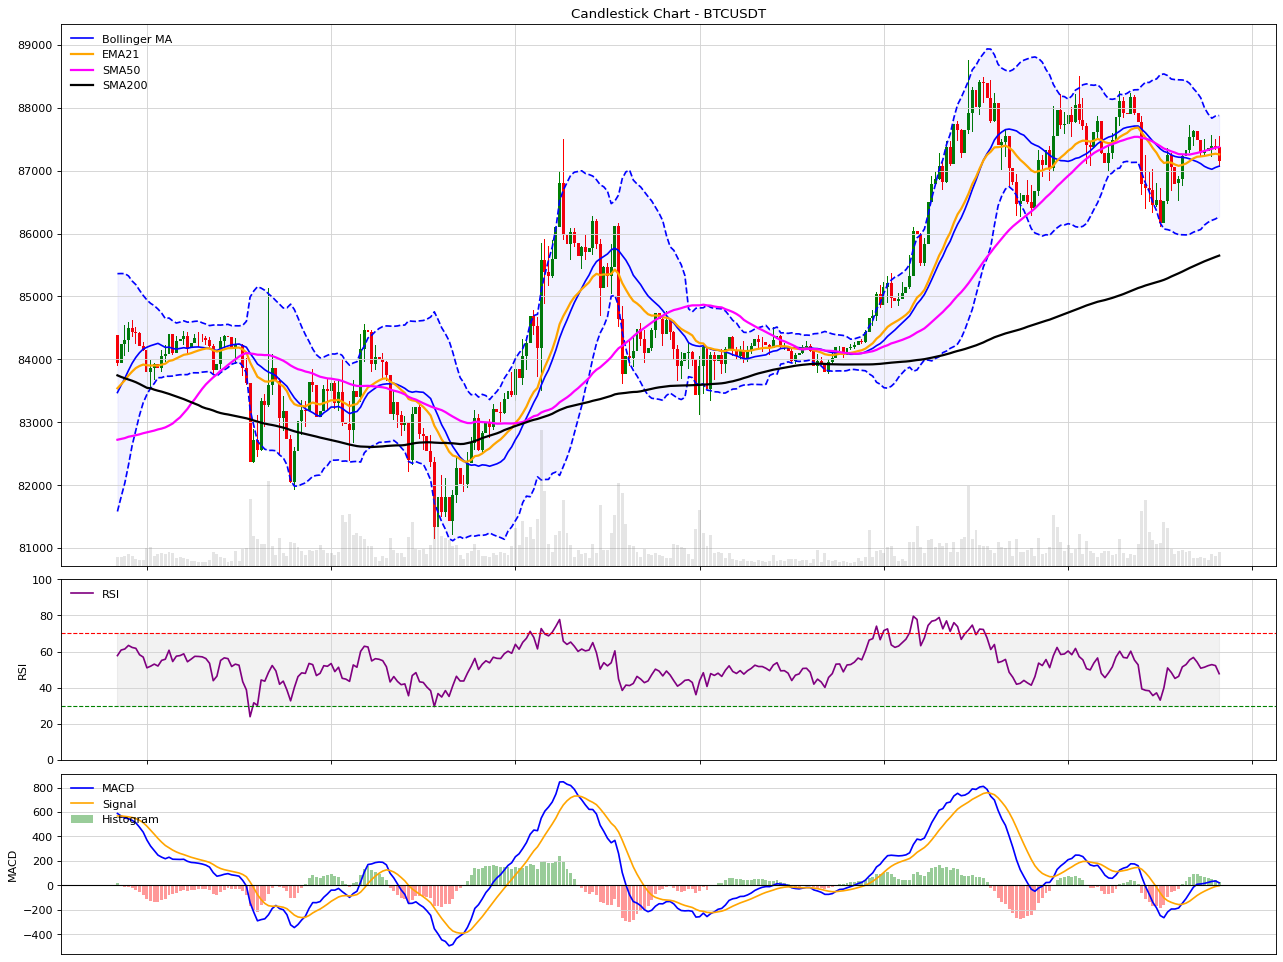 Candlestick Chart - BTCUSDT
Bollinger MA
EMA21
SMA50
SMA200
89000
88000
87000
86000
85000
84000
83000
82000
81000
RSI
100
80
60
40
20
0
RSI
MACD
Signal
Histogram
800
600
400
200
0
−200
−400
MACD